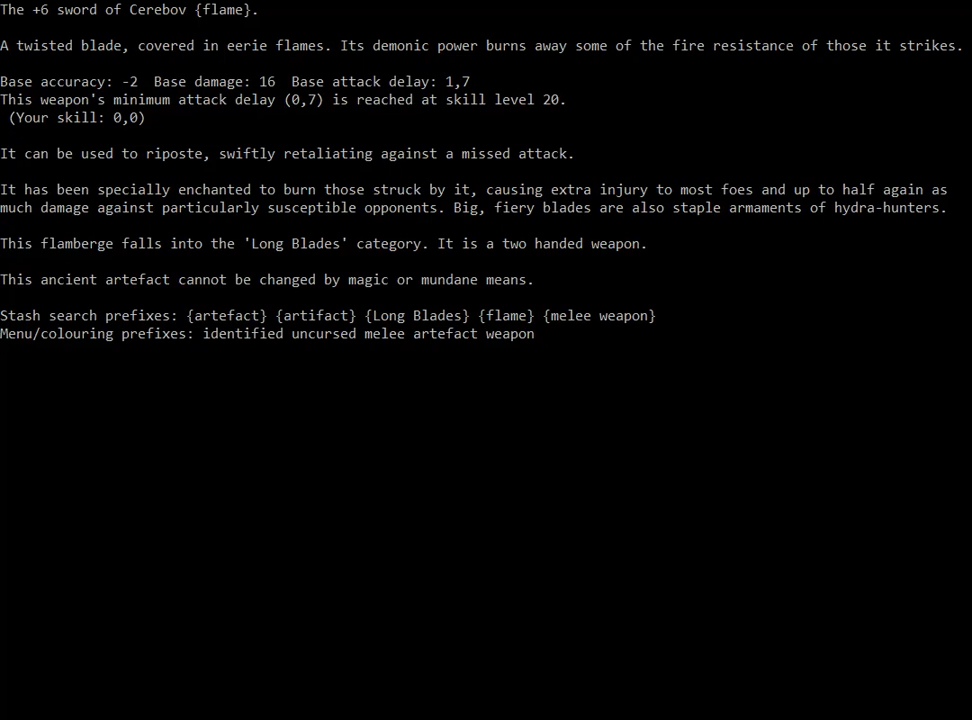 The +6 sword of Cerebov {flame}.
A twisted blade, covered in eerie flames. Its demonic power burns away some of the fire resistance of those it strikes.
Base accuracy: -2  Base damage: 16  Base attack delay: 1,7
This weapon's minimum attack delay (0,7) is reached at skill level 20.
(Your skill: 0,0)
It can be used to riposte, swiftly retaliating against a missed attack.
It has been specially enchanted to burn those struck by it, causing extra injury to most foes and up to half again as
much damage against particularly susceptible opponents. Big, fiery blades are also staple armaments of hydra-hunters.
This flamberge falls into the 'Long Blades' category. It is a two handed weapon.
This ancient artefact cannot be changed by magic or mundane means.
Stash search prefixes: {artefact} {artifact} {Long Blades} {flame} {melee weapon}
Menu/colouring prefixes: identified uncursed melee artefact weapon